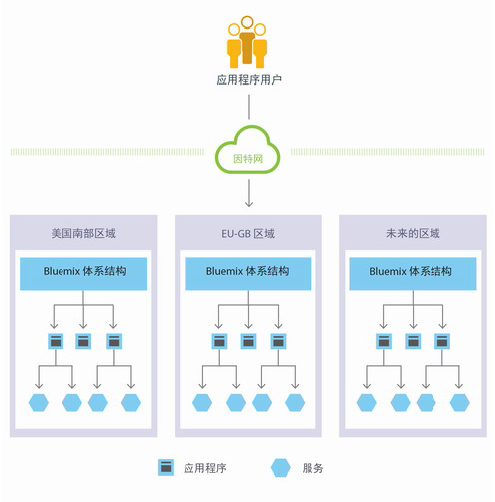 应用程序用户
因特网
美国南部区域
EU-GB 区域
未来的区域
Bluemix 体系结构
Bluemix 体系结构
Bluemix 体系结构
应用程序
服务